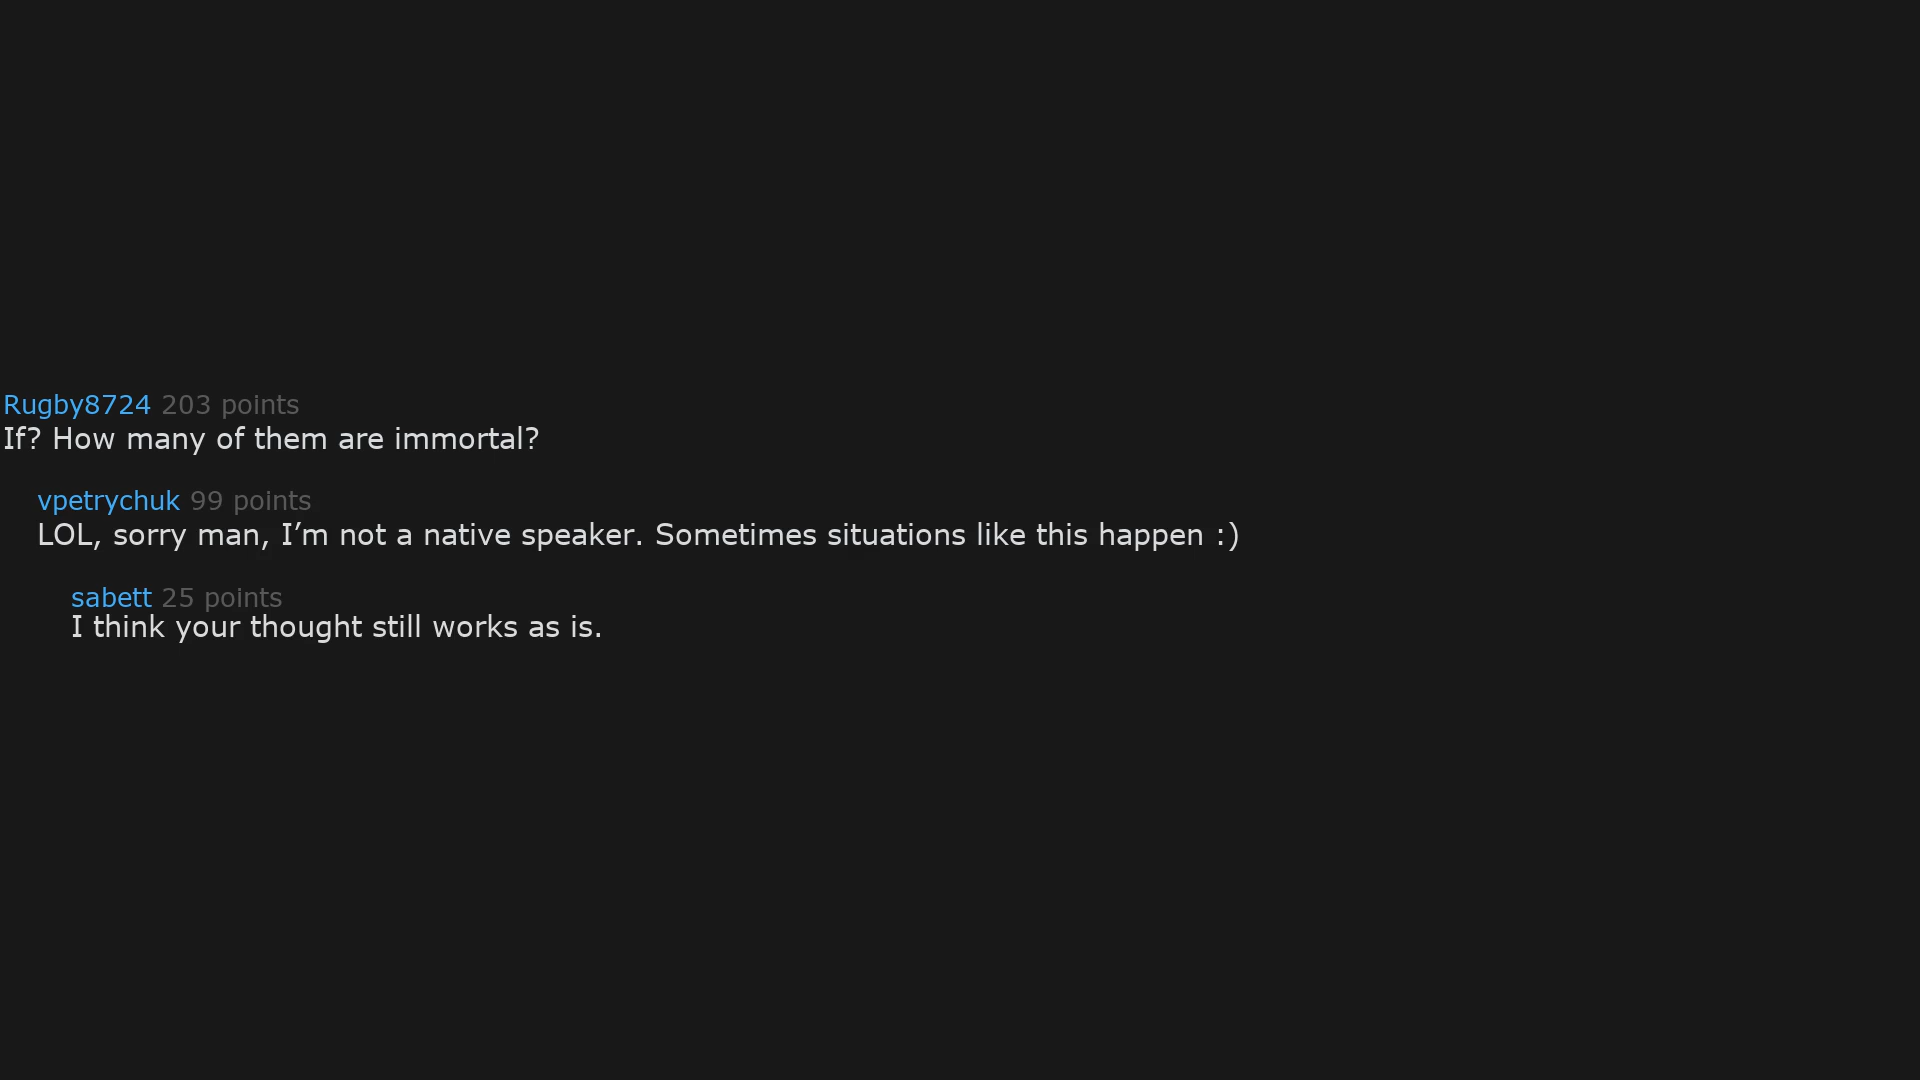 Rugby8724 203 points
If? How many of them are immortal?
vpetrychuk 99 points
LOL, sorry man, I’m not a native speaker. Sometimes situations like this happen :)
sabett 25 points
I think your thought still works as is.